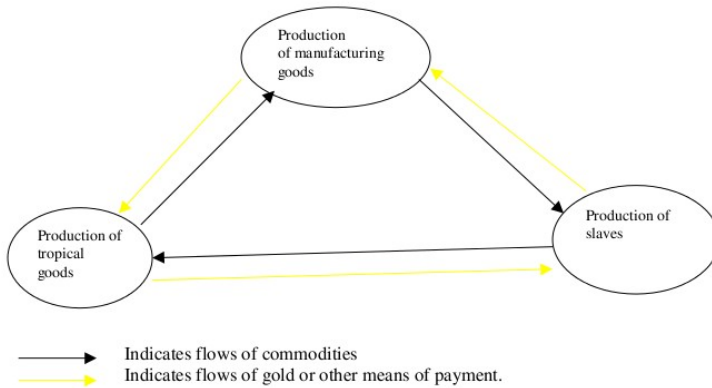 Production
of manufacturing
goods
Production of
tropical
goods
Production of
slaves
Indicates flows of commodities
Indicates flows of gold or other means of payment.